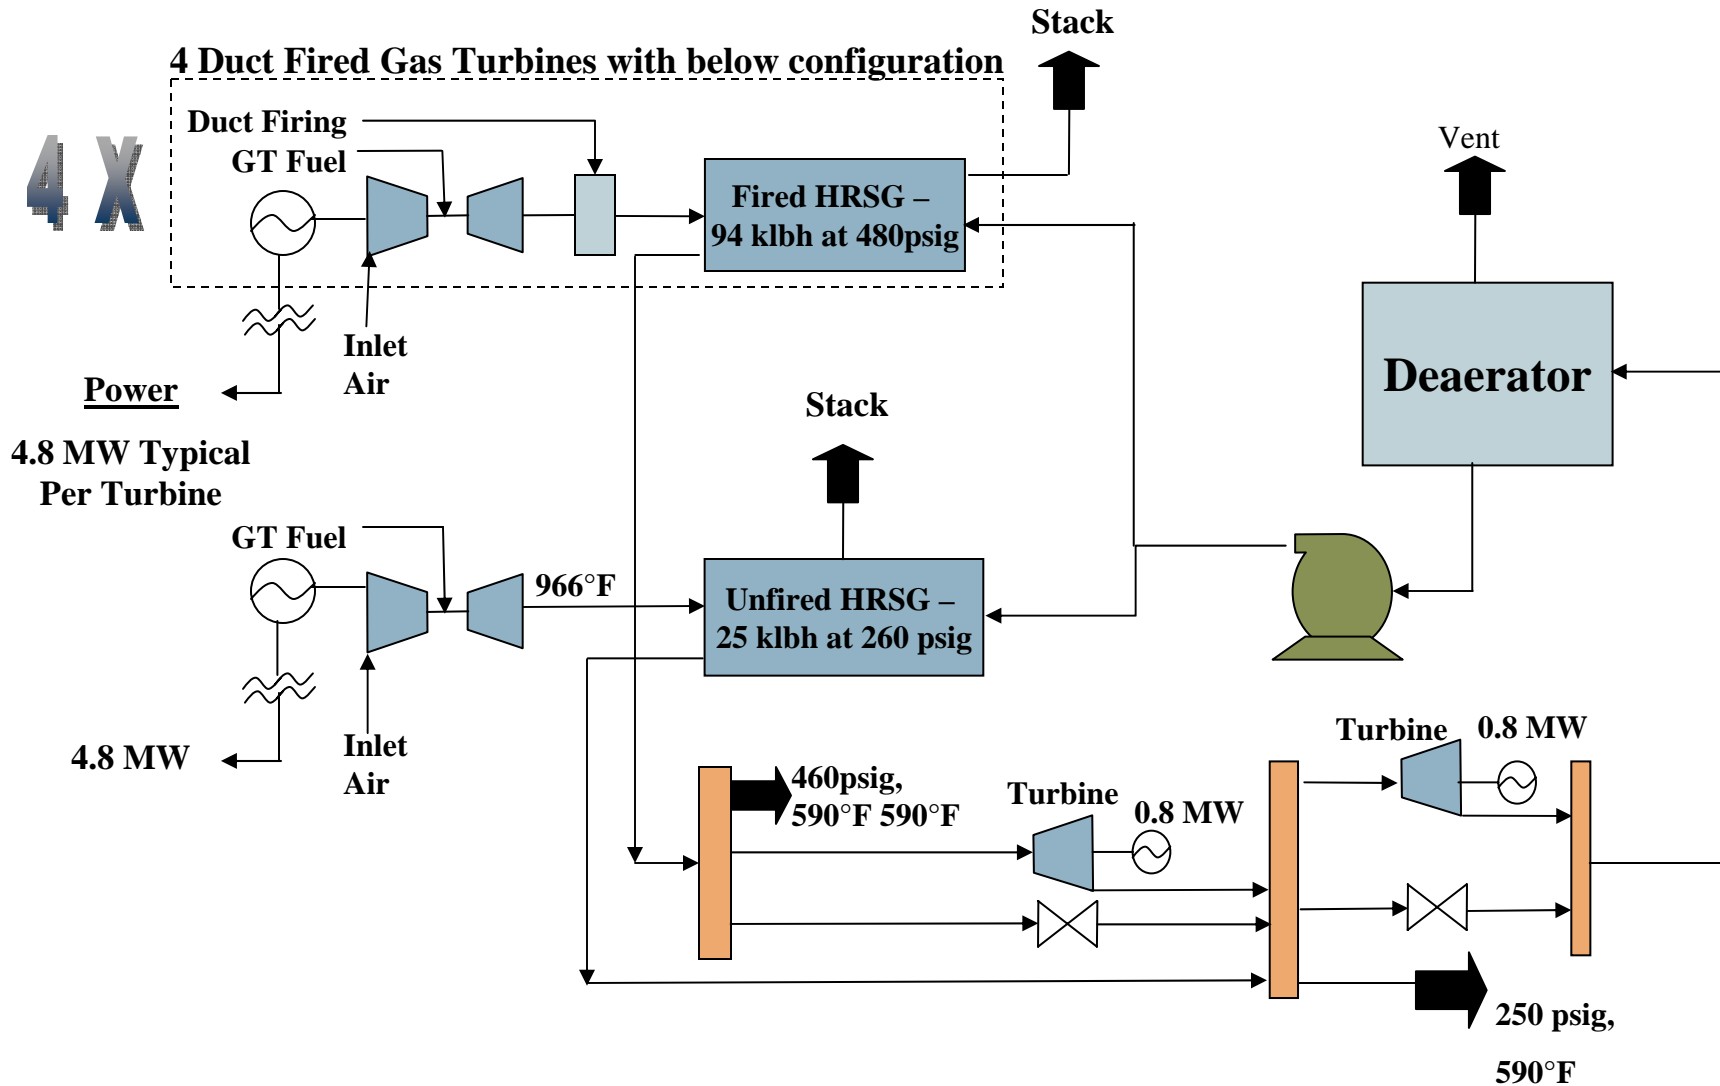 Stack
4 Duct Fired Gas Turbines with below configuration
4 X
Duct Firing
GT Fuel
Fired HRSG –
94 klbh at 480psig
Vent
Inlet
Air
Deaerator
Power
Stack
4.8 MW Typical
Per Turbine
GT Fuel
966°F
Unfired HRSG –
25 klbh at 260 psig
4.8 MW
Inlet
Air
460psig,
590°F 590°F
Turbine
0.8 MW
Turbine
0.8 MW
250 psig,
590°F